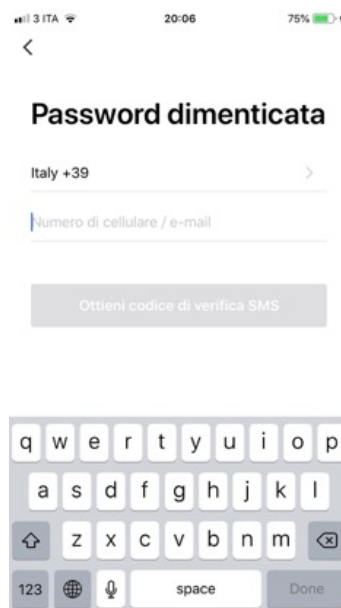 3 ITA 20:06 75%
Password dimenticata
Italy +39
Numero di cellulare / e-mail
Ottieni codice di verifica SMS
q w e r t y u i o p
a s d f g h j k l
z x c v b n m
123 space Done